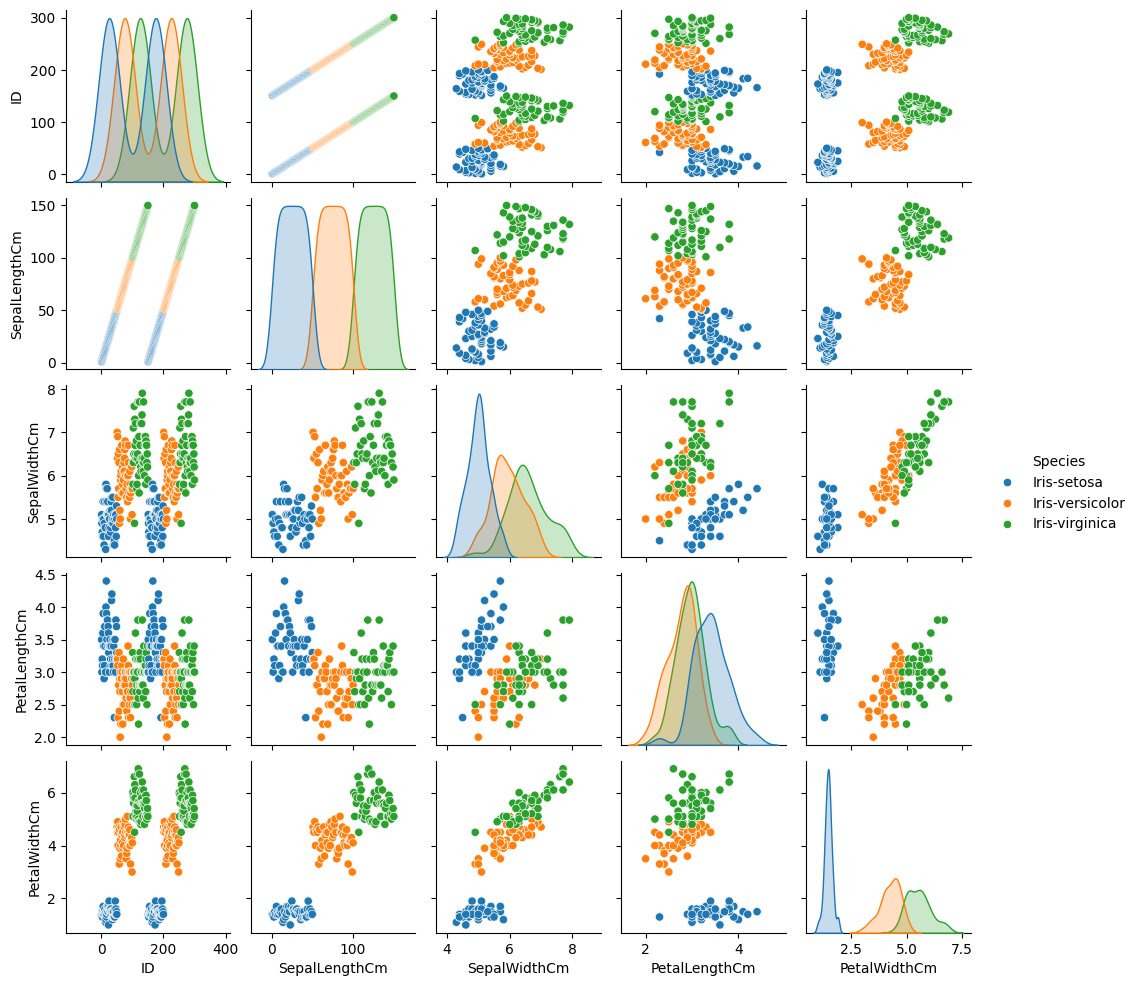 300
200
100
0
ID
150
100
50
0
SepalLengthCm
8
7
6
5
SepalWidthCm
Species
Iris-setosa
Iris-versicolor
Iris-virginica
4.5
4.0
3.5
3.0
2.5
2.0
PetalLengthCm
6
4
2
PetalWidthCm
0 200 400 0 100 4 6 8 2 4 2.5 5.0 7.5
ID SepalLengthCm SepalWidthCm PetalLengthCm PetalWidthCm